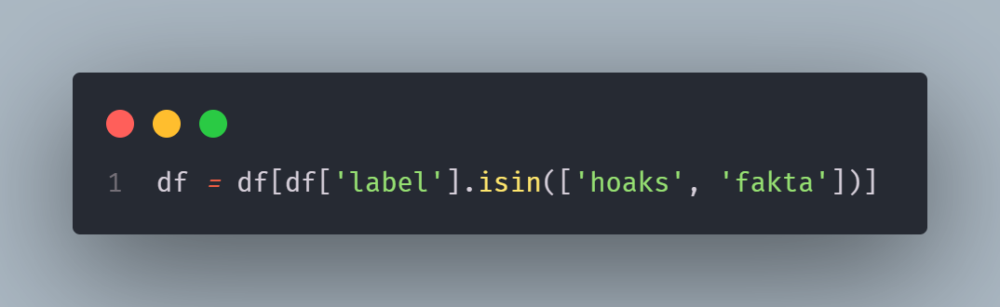 1 df = df[df['label'].isin(['hoaks', 'fakta'])]